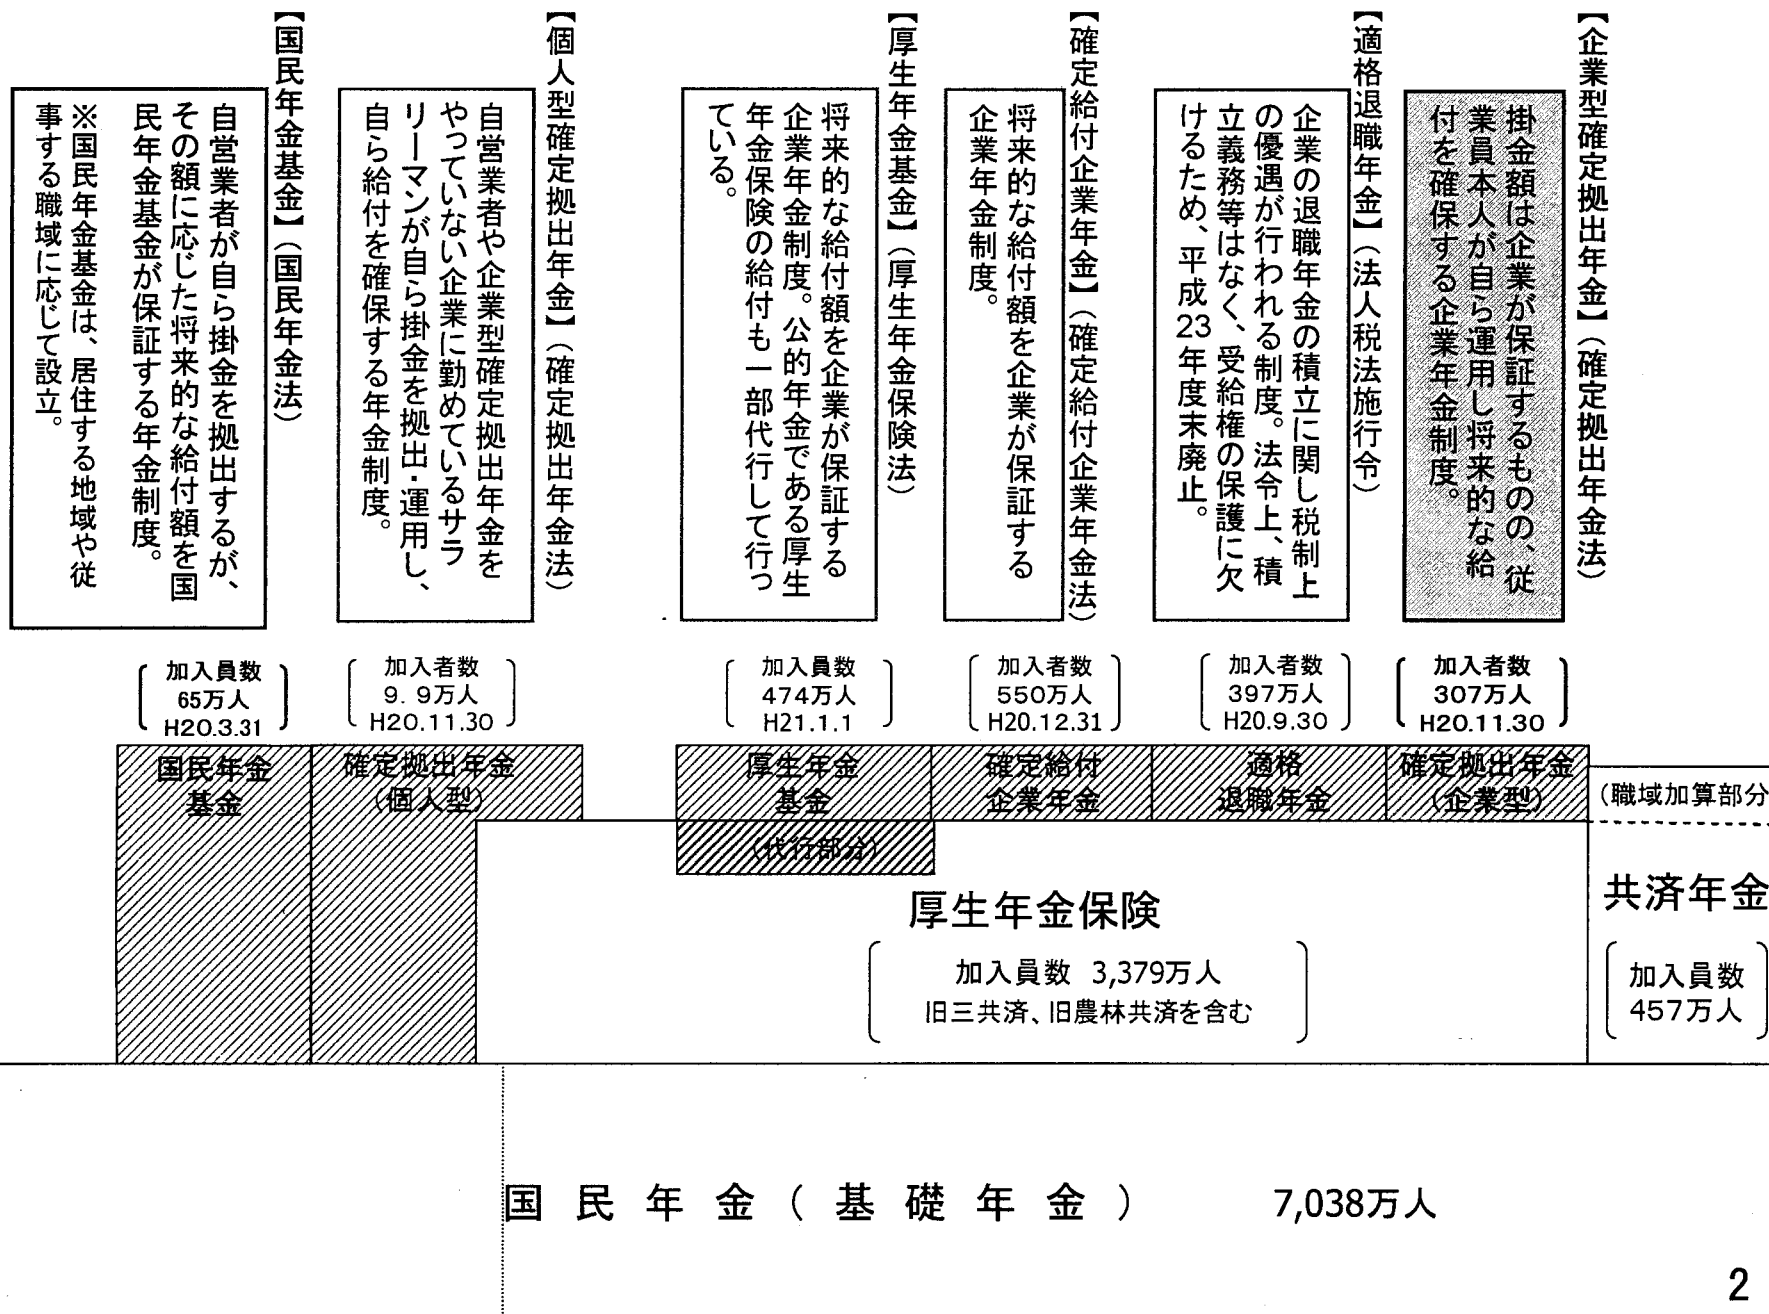 【企業型確定拠出年金】（確定拠出年金法）
掛金額は企業が保証するものの、従
業員本人が自ら運用し将来的な給
付を確保する企業年金制度。
【適格退職年金】（法人税法施行令）
企業の退職年金の積立に関し税制上
の優遇が行われる制度。法令上、積
立義務等はなく、受給権の保護に欠
けるため、平成23年度末廃止。
【確定給付企業年金】（確定給付企業年金法）
将来的な給付額を企業が保証する
企業年金制度。
【厚生年金基金】（厚生年金保険法）
将来的な給付額を企業が保証する
企業年金制度。公的年金である厚生
年金保険の給付も一部代行して行っ
ている。
【個人型確定拠出年金】（確定拠出年金法）
自営業者や企業型確定拠出年金を
やっていない企業に勤めているサラ
リーマンが自ら掛金を拠出・運用し、
自ら給付を確保する年金制度。
【国民年金基金】（国民年金法）
自営業者が自ら掛金を拠出するが、
その額に応じた将来的な給付額を国
民年金基金が保証する年金制度。
※国民年金基金は、居住する地域や従
事する職域に応じて設立。
加入員数
65万人
H20.3.31
加入者数
9.9万人
H20.11.30
加入員数
474万人
H21.1.1
加入者数
550万人
H20.12.31
加入者数
397万人
H20.9.30
加入者数
307万人
H20.11.30
国民年金
基金
確定拠出年金
（個人型）
厚生年金
基金
確定給付
企業年金
適格
退職年金
確定拠出年金
（企業型）
（職域加算部分
（代行部分）
厚生年金保険
加入員数 3,379万人
旧三共済、旧農林共済を含む
共済年金
加入員数
457万人
国民年金（基礎年金） 7,038万人
2